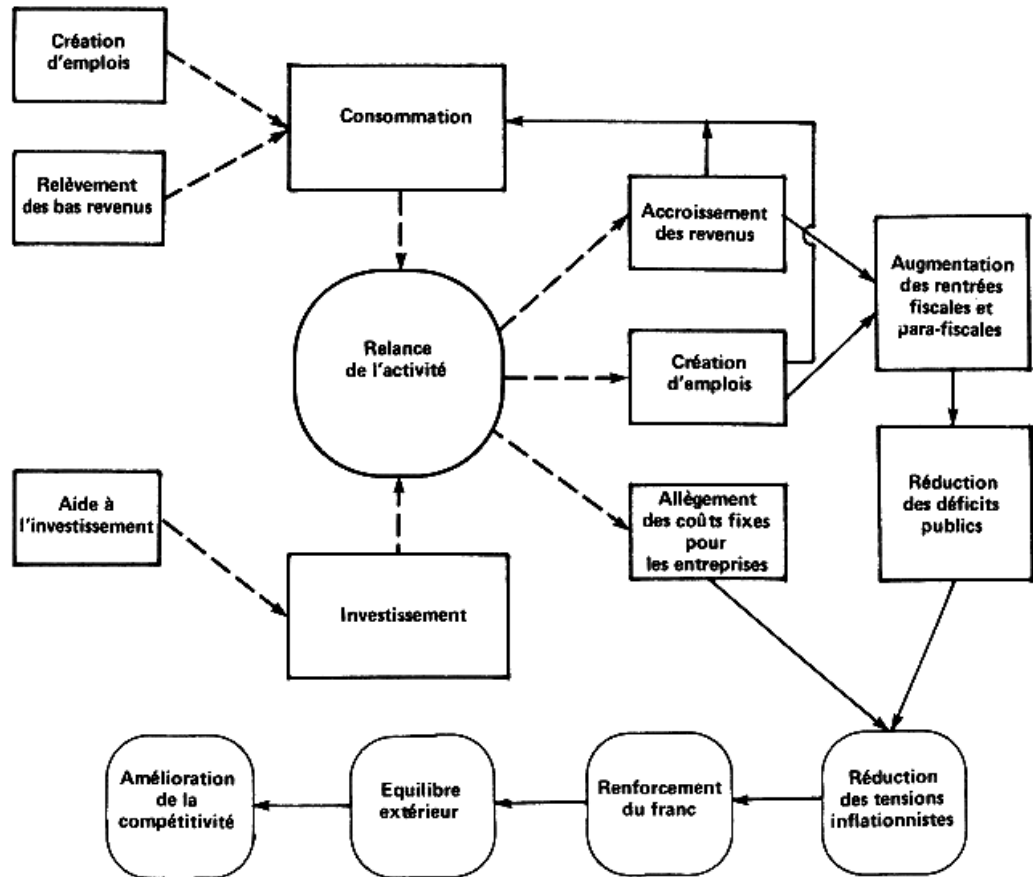 Création
d'emplois
Consommation
Relèvement
des bas revenus
Accroissement
des revenus
Augmentation
des rentrées
fiscales et
para-fiscales
Relance
de l'activité
Création
d'emplois
Aide à
l'investissement
Allègement
des coûts fixes
pour
les entreprises
Réduction
des déficits
publics
Investissement
Amélioration
de la
compétitivité
Equilibre
extérieur
Renforcement
du franc
Réduction
des tensions
inflationnistes